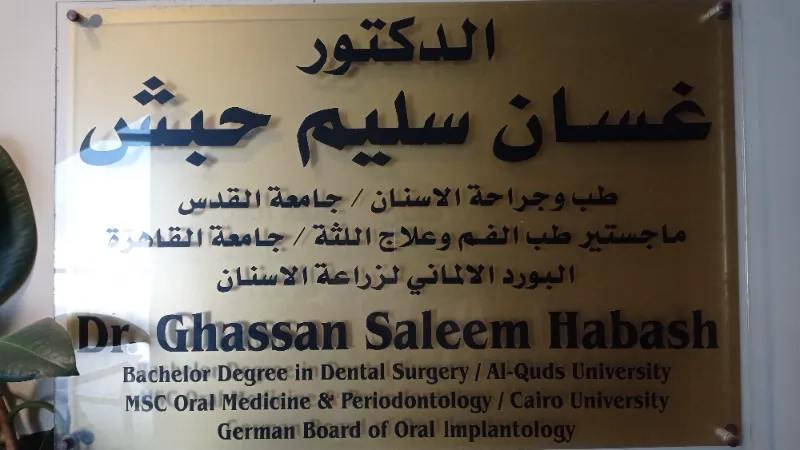 الدكتور
غسان سليم حبش
طب وجراحة الاسنان / جامعة القدس
ماجستير طب الفم وعلاج اللثة / جامعة القاهرة
البورد الالماني لزراعة الاسنان
Dr. Ghassan Saleem Habash
Bachelor Degree in Dental Surgery / Al-Quds University
MSC Oral Medicine & Periodontology / Cairo University
German Board of Oral Implantology